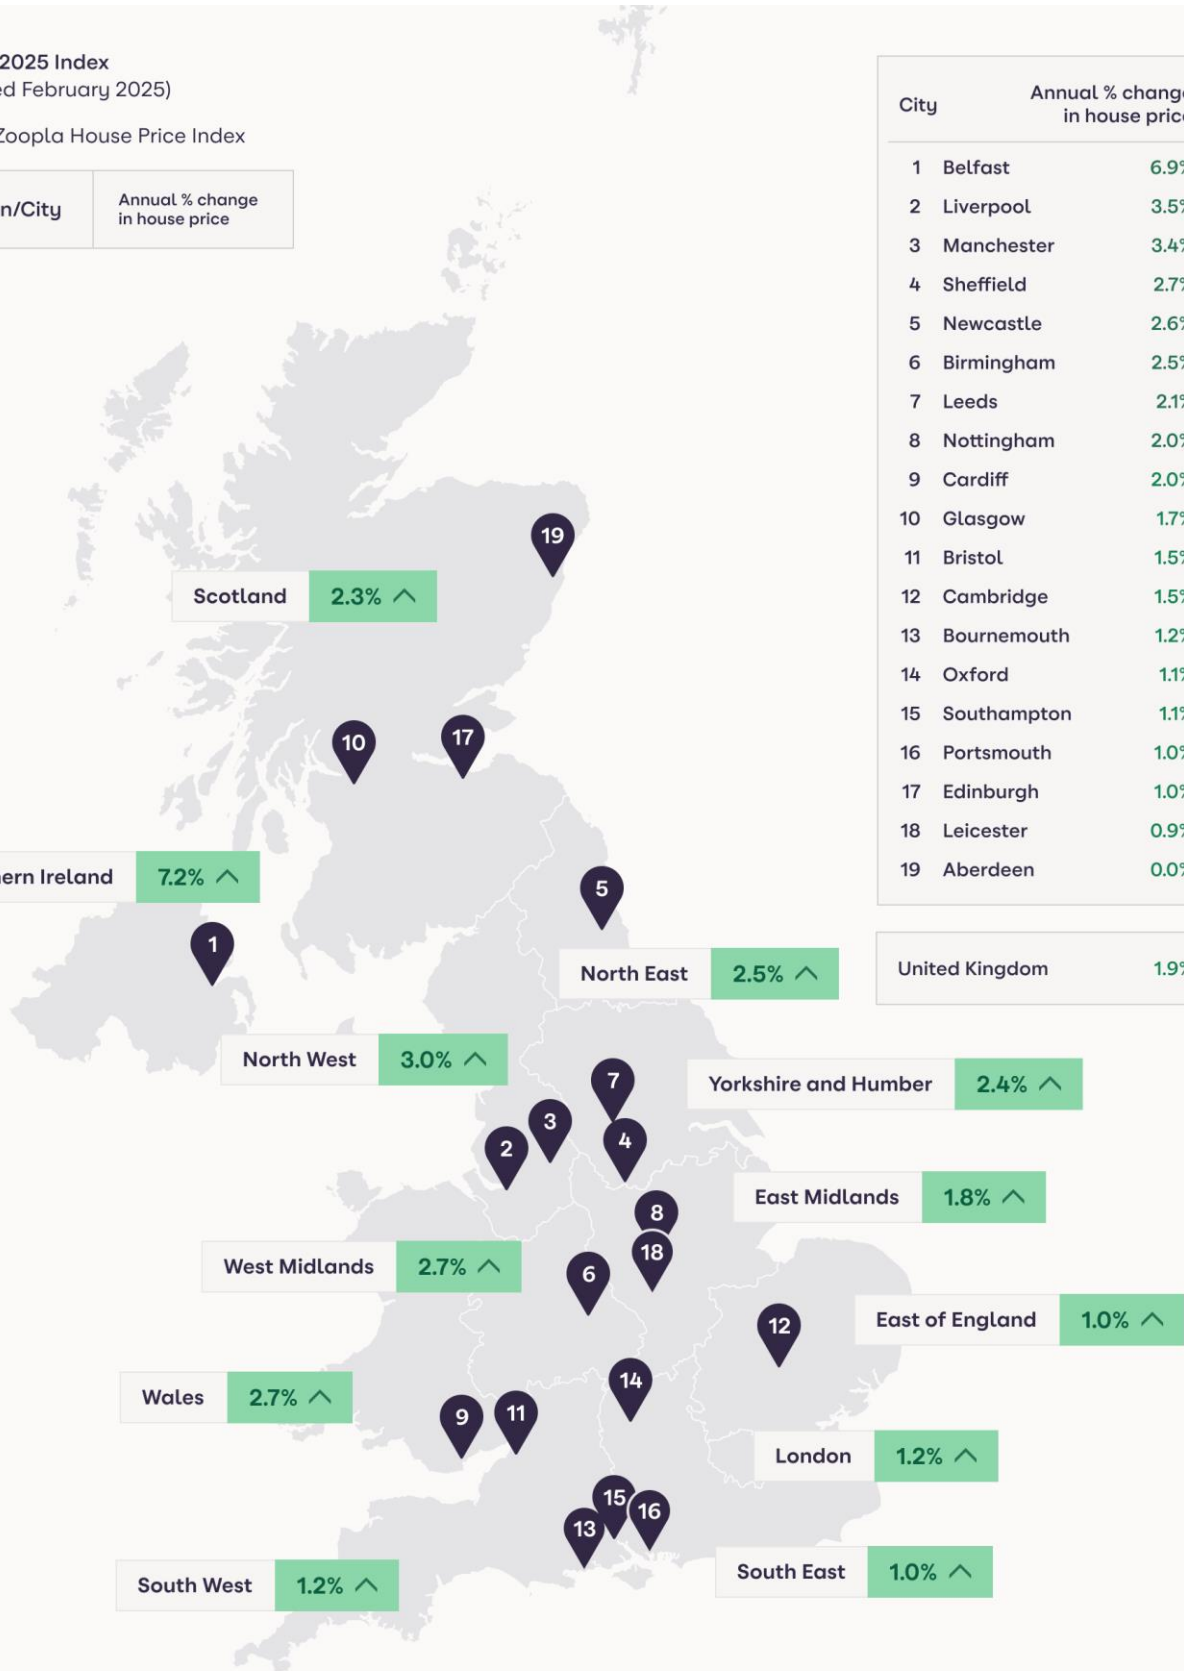 2025 Index
ed February 2025)
Zoopla House Price Index
n/City
Annual % change
in house price
City
Annual % change
in house price
1 Belfast 6.9%
2 Liverpool 3.5%
3 Manchester 3.4%
4 Sheffield 2.7%
5 Newcastle 2.6%
6 Birmingham 2.5%
7 Leeds 2.1%
8 Nottingham 2.0%
9 Cardiff 2.0%
10 Glasgow 1.7%
11 Bristol 1.5%
12 Cambridge 1.5%
13 Bournemouth 1.2%
14 Oxford 1.1%
15 Southampton 1.1%
16 Portsmouth 1.0%
17 Edinburgh 1.0%
18 Leicester 0.9%
19 Aberdeen 0.0%
United Kingdom 1.9%
19
Scotland 2.3%
10
17
ern Ireland 7.2%
5
1
North East 2.5%
North West 3.0%
7
Yorkshire and Humber 2.4%
3
2
4
East Midlands 1.8%
8
18
West Midlands 2.7%
6
12
East of England 1.0%
14
Wales 2.7%
9
11
London 1.2%
15
16
13
South East 1.0%
South West 1.2%